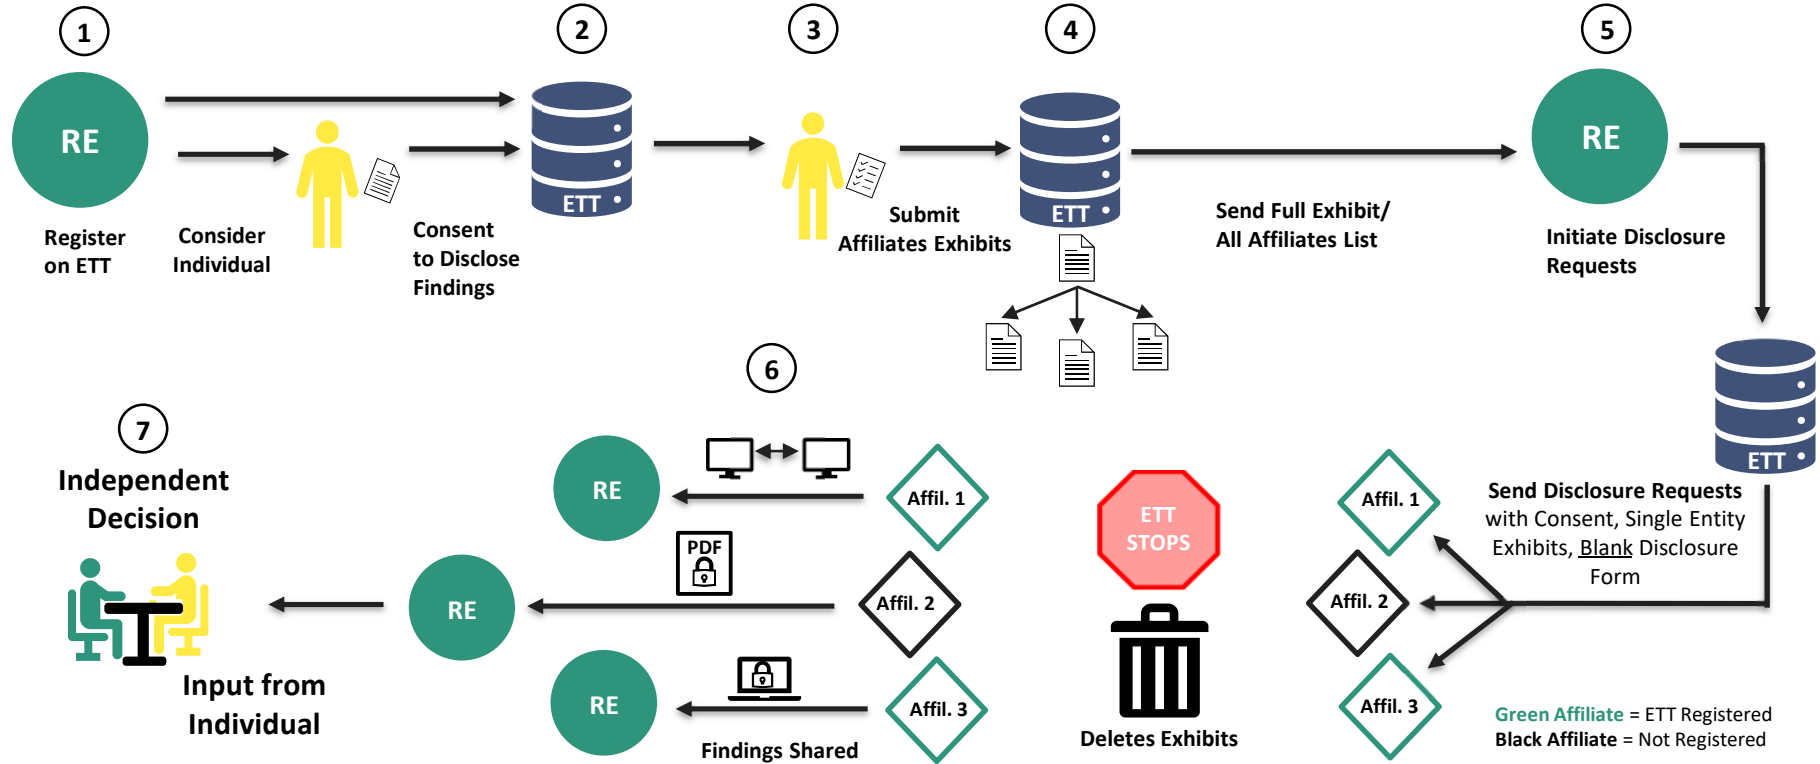 1
2
3
4
5
RE
Register
on ETT
Consider
Individual
Consent
to Disclose
Findings
ETT
Submit
Affiliates Exhibits
ETT
Send Full Exhibit/
All Affiliates List
RE
Initiate Disclosure
Requests
ETT
Send Disclosure Requests
with Consent, Single Entity
Exhibits, Blank Disclosure
Form
Affil. 1
Affil. 2
Affil. 3
Green Affiliate = ETT Registered
Black Affiliate = Not Registered
ETT
STOPS
Deletes Exhibits
6
Affil. 1
RE
PDF
Affil. 2
RE
Affil. 3
RE
Findings Shared
7
Independent
Decision
Input from
Individual